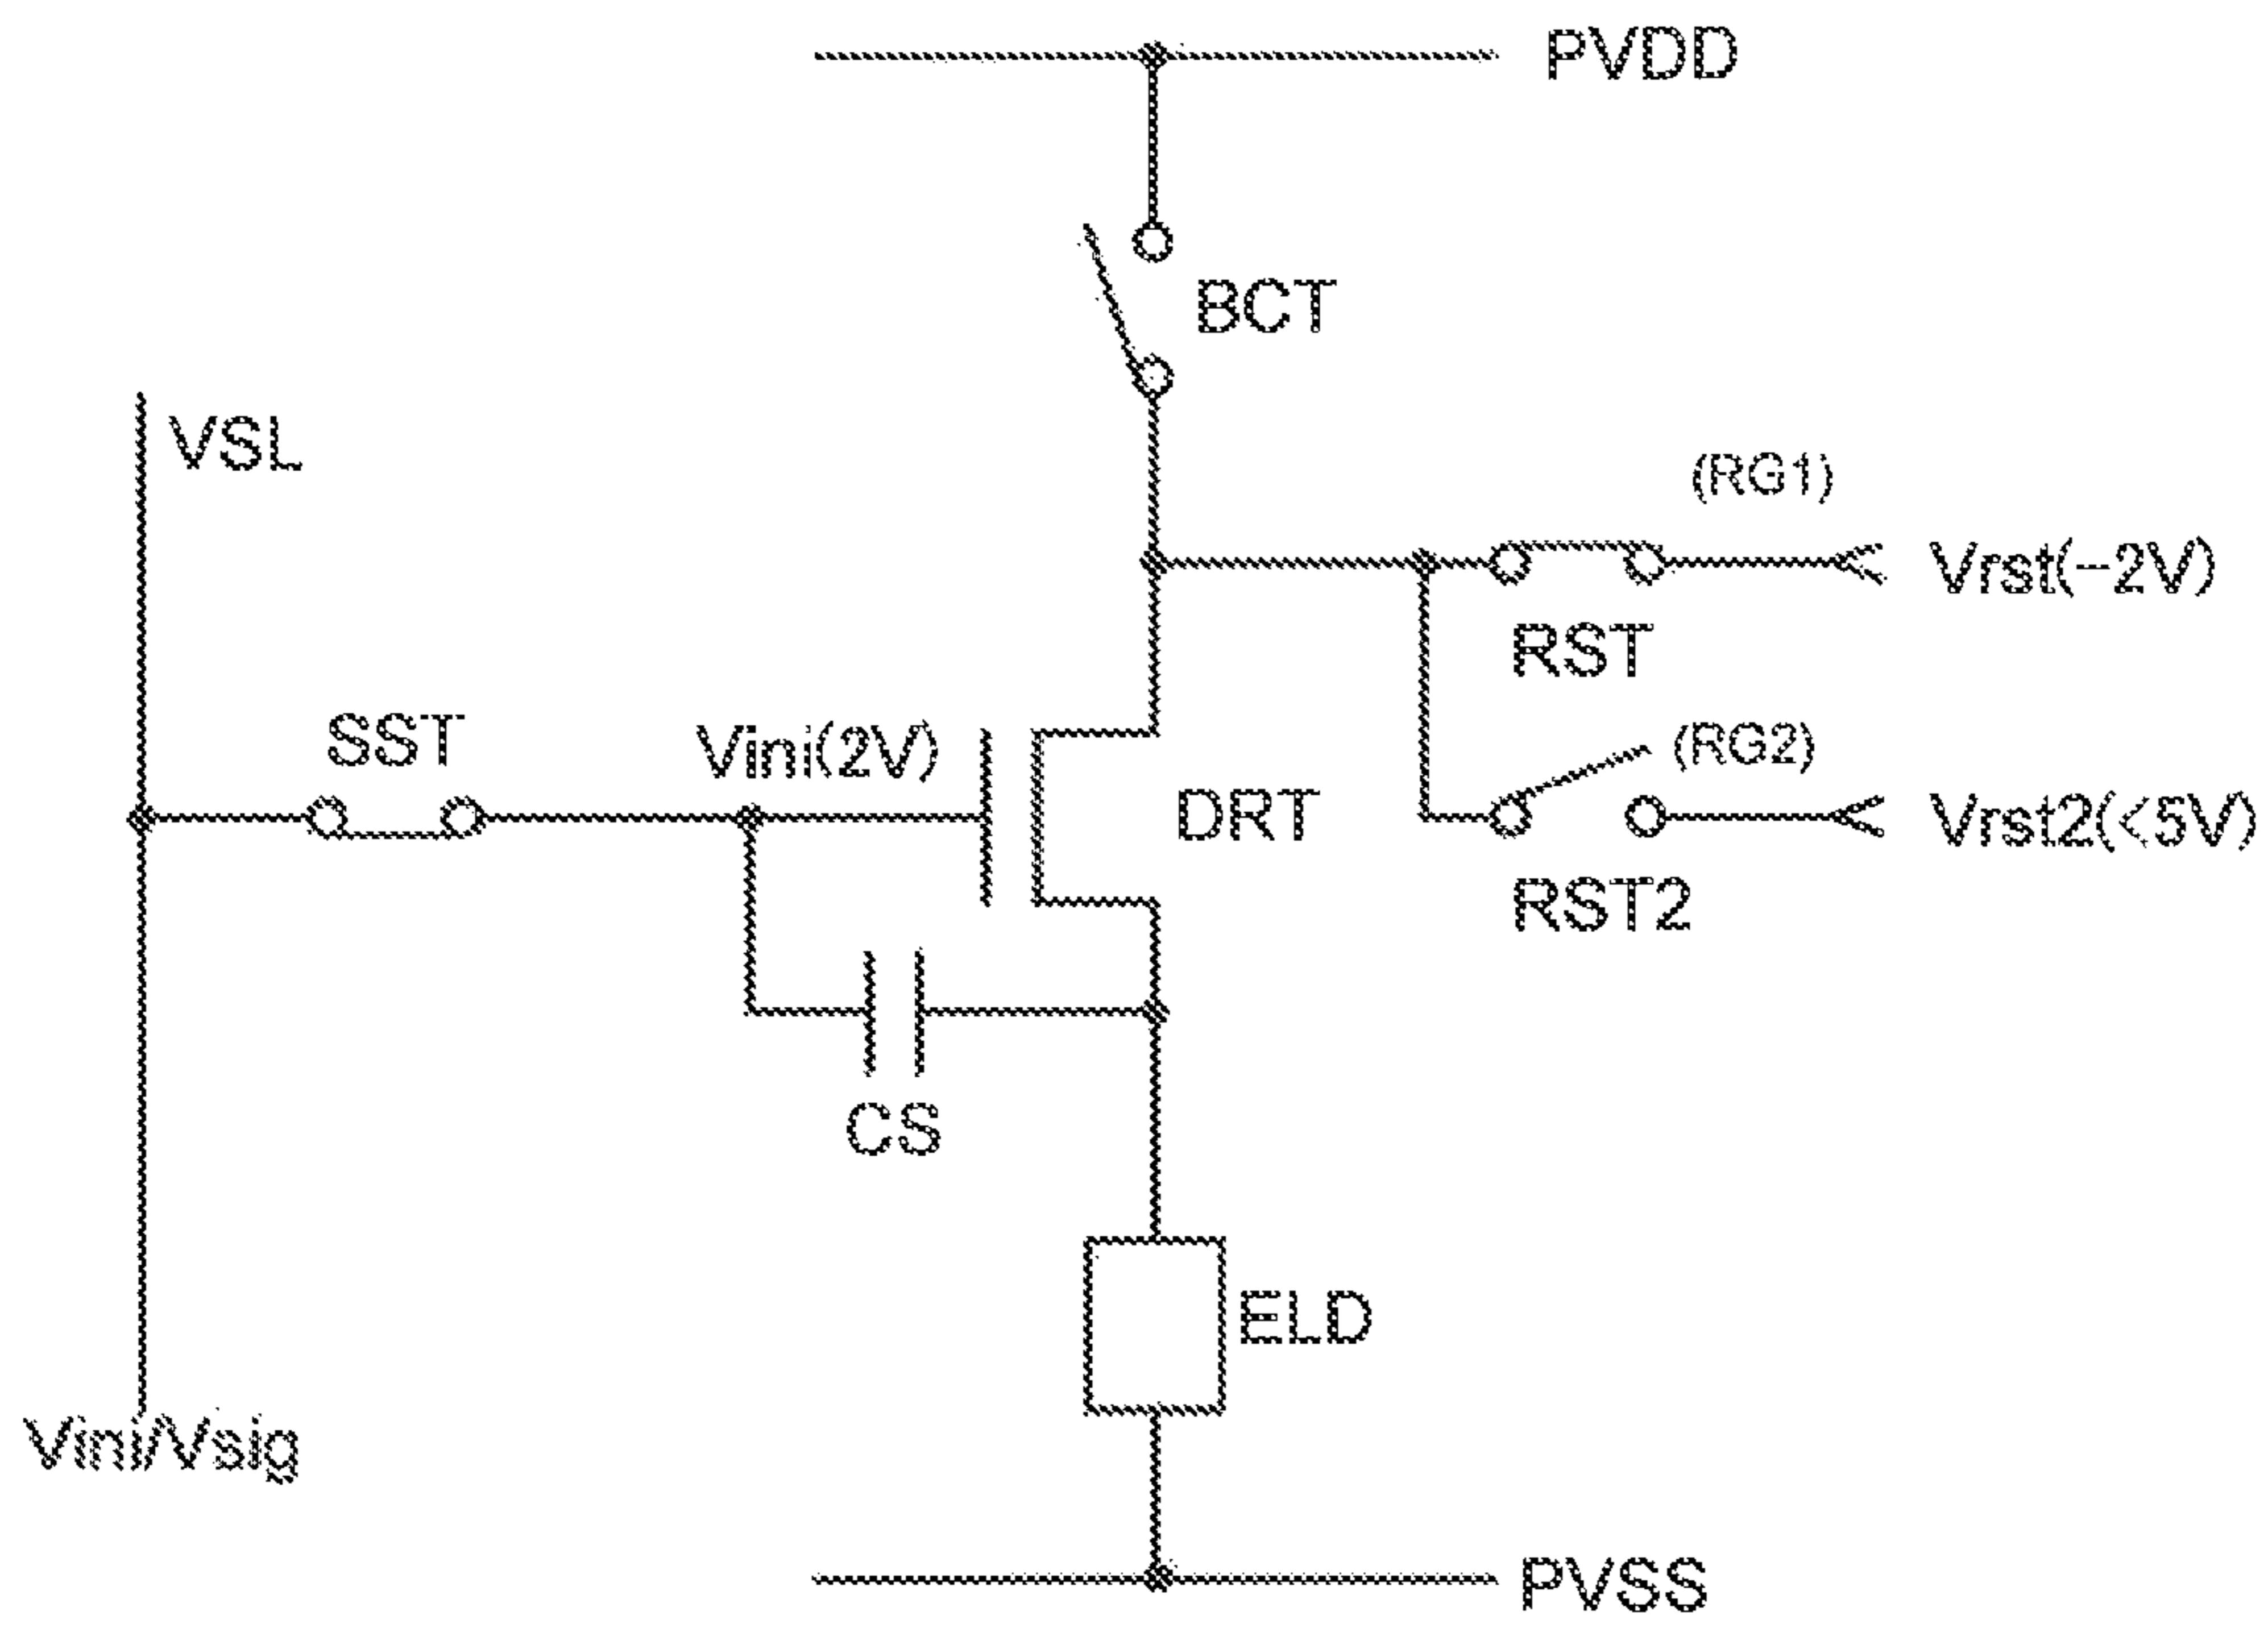 PVDD
BCT
VSL
(RG1)
Vrst(-2V)
RST
SST
Vini(2V)
(RG2)
DRT
Vrst2(<5V)
RST2
CS
ELD
Vini/Vsig
PVSS